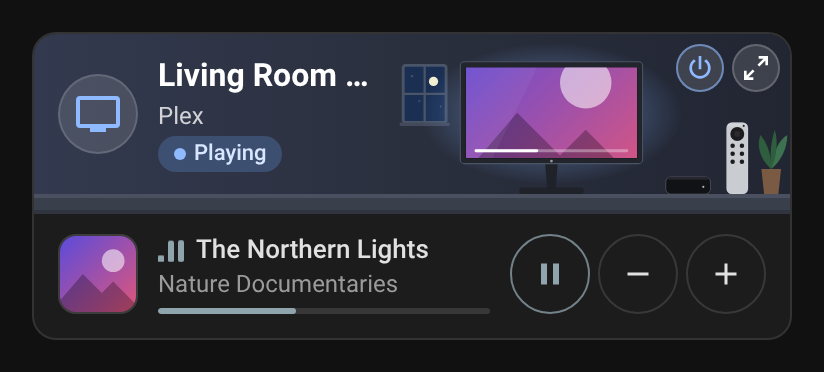 Living Room ...
Plex
Playing
The Northern Lights
Nature Documentaries